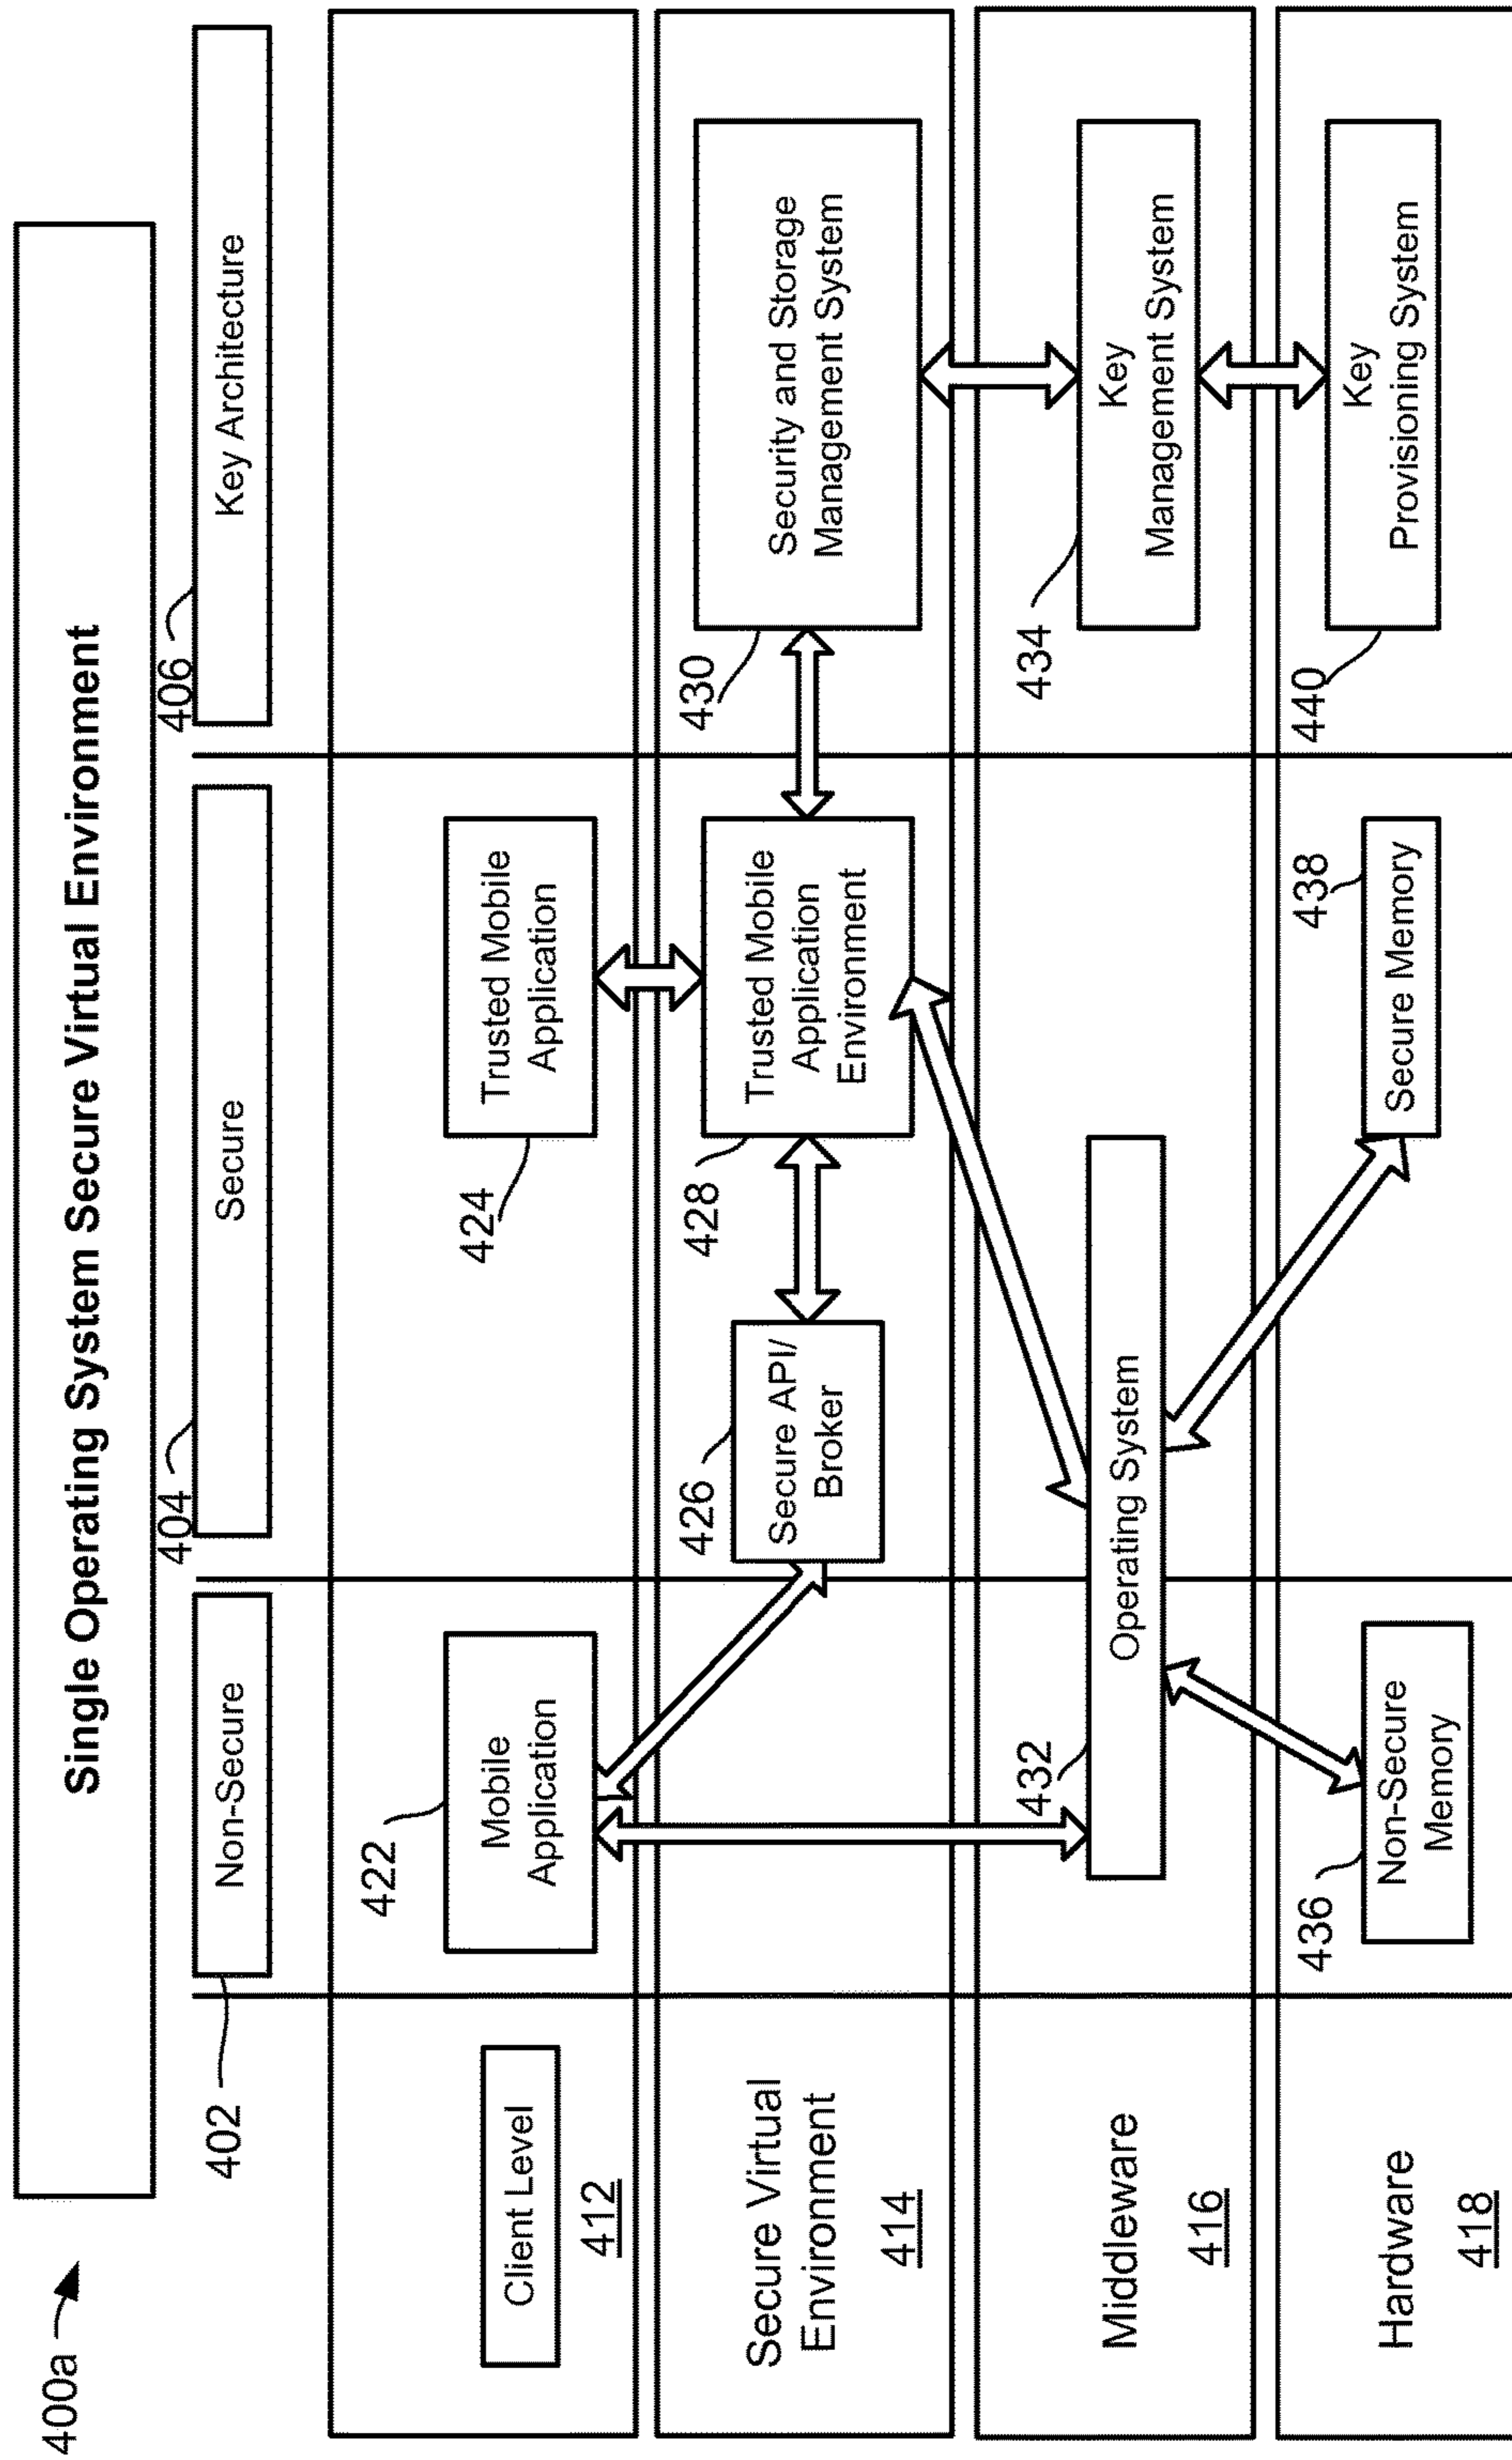 400a
Single Operating System Secure Virtual Environment
402
Non-Secure
404
Secure
406
Key Architecture
Client Level
412
422
Mobile
Application
424
Trusted Mobile
Application
Secure Virtual
Environment
414
426
Secure API/
Broker
428
Trusted Mobile
Application
Environment
430
Security and Storage
Management System
Middleware
416
432
Operating System
434
Key
Management System
Hardware
418
436
Non-Secure
Memory
438
Secure Memory
440
Key
Provisioning System